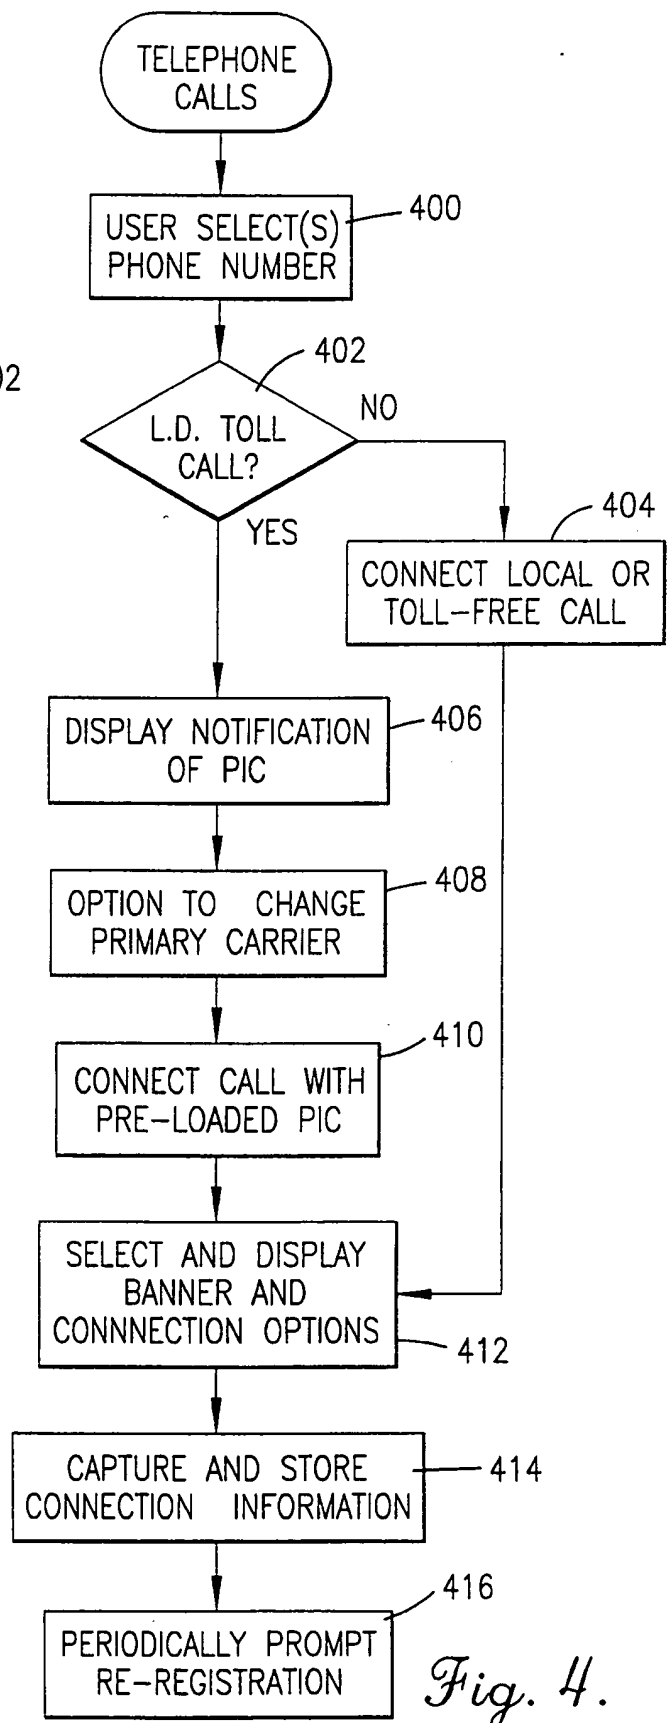 TELEPHONE
CALLS
USER SELECT(S)
PHONE NUMBER
400
402
02
L.D. TOLL
CALL?
NO
YES
404
CONNECT LOCAL OR
TOLL-FREE CALL
DISPLAY NOTIFICATION
OF PIC
406
OPTION TO CHANGE
PRIMARY CARRIER
408
CONNECT CALL WITH
PRE-LOADED PIC
410
SELECT AND DISPLAY
BANNER AND
CONNNECTION OPTIONS
412
CAPTURE AND STORE
CONNECTION INFORMATION
414
PERIODICALLY PROMPT
RE-REGISTRATION
416
Fig. 4.